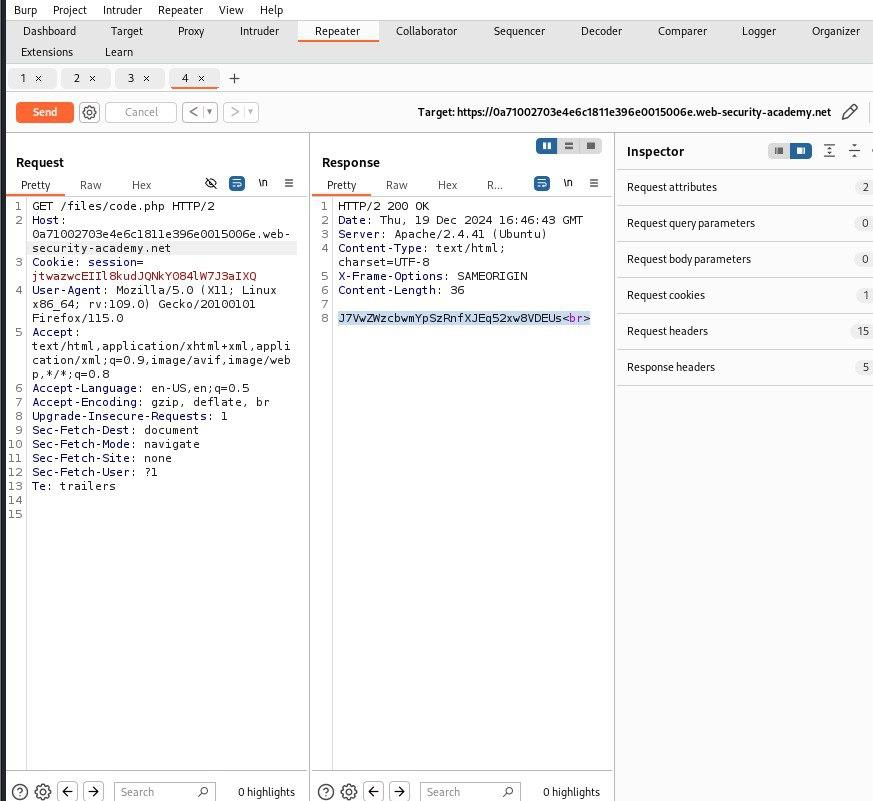 Burp Project Intruder Repeater View Help
Dashboard Target Proxy Intruder Repeater Collaborator Sequencer Decoder Comparer Logger Organizer
Extensions Learn
1 × 2 × 3 × 4 × +
Send Cancel < ▾ > ▾ Target: https://0a71002703e4e6c1811e396e0015006e.web-security-academy.net
Request
Pretty Raw Hex \n
1 GET /files/code.php HTTP/2
2 Host:
0a71002703e4e6c1811e396e0015006e.web-
security-academy.net
3 Cookie: session=
jtwazwcEIIl8kudJQNkYO84lW7J3aIXQ
4 User-Agent: Mozilla/5.0 (X11; Linux
x86_64; rv:109.0) Gecko/20100101
Firefox/115.0
5 Accept:
text/html,application/xhtml+xml,appli
cation/xml;q=0.9,image/avif,image/web
p,*/*;q=0.8
6 Accept-Language: en-US,en;q=0.5
7 Accept-Encoding: gzip, deflate, br
8 Upgrade-Insecure-Requests: 1
9 Sec-Fetch-Dest: document
10 Sec-Fetch-Mode: navigate
11 Sec-Fetch-Site: none
12 Sec-Fetch-User: ?1
13 Te: trailers
14
15
Search 0 highlights
Response
Pretty Raw Hex R... \n
1 HTTP/2 200 OK
2 Date: Thu, 19 Dec 2024 16:46:43 GMT
3 Server: Apache/2.4.41 (Ubuntu)
4 Content-Type: text/html;
charset=UTF-8
5 X-Frame-Options: SAMEORIGIN
6 Content-Length: 36
7
8 J7VwZWzcbwmYpSzRnfXJEq52xw8VDEUs<br>
Search 0 highlights
Inspector
Request attributes 2
Request query parameters 0
Request body parameters 0
Request cookies 1
Request headers 15
Response headers 5